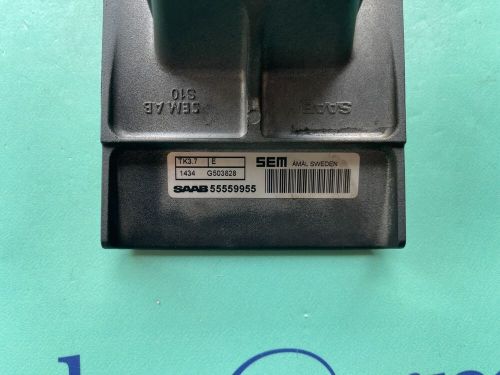 SEM AB
S10
SAAB
TK3.7 E
SEM ÅMÅL SWEDEN
1434 G503828
SAAB 55559955